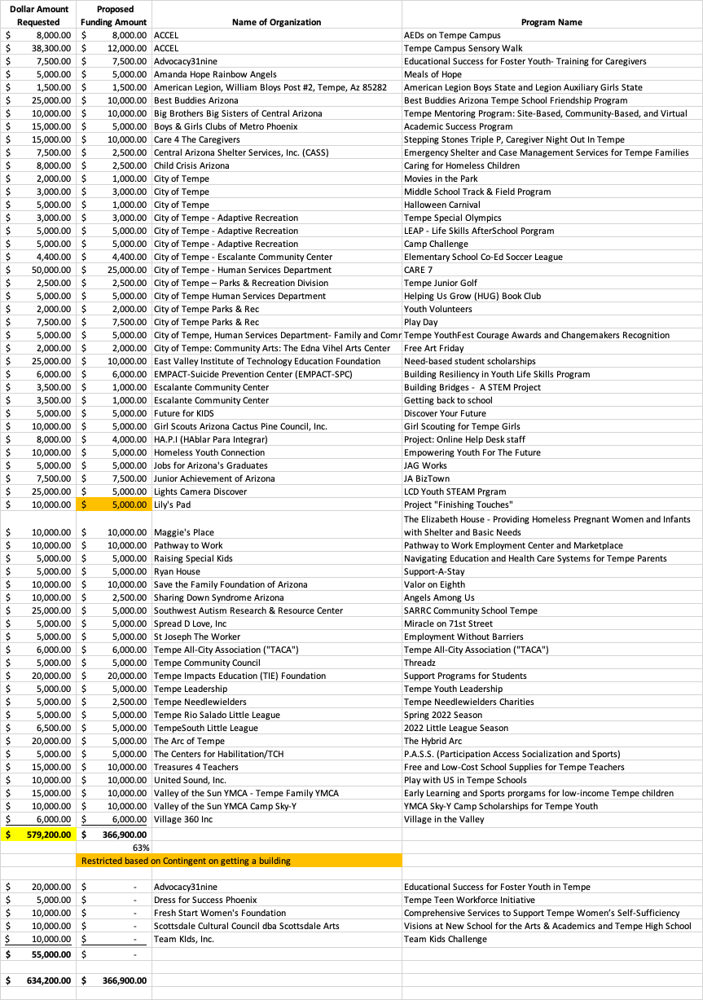 Dollar Amount Proposed
Requested Funding Amount Name of Organization Program Name
$ 8,000.00 $ 8,000.00 ACCEL AEDs on Tempe Campus
$ 38,300.00 $ 12,000.00 ACCEL Tempe Campus Sensory Walk
$ 7,500.00 $ 7,500.00 Advocacy31nine Educational Success for Foster Youth- Training for Caregivers
$ 5,000.00 $ 5,000.00 Amanda Hope Rainbow Angels Meals of Hope
$ 1,500.00 $ 1,500.00 American Legion, William Bloys Post #2, Tempe, Az 85282 American Legion Boys State and Legion Auxiliary Girls State
$ 25,000.00 $ 10,000.00 Best Buddies Arizona Best Buddies Arizona Tempe School Friendship Program
$ 10,000.00 $ 10,000.00 Big Brothers Big Sisters of Central Arizona Tempe Mentoring Program: Site-Based, Community-Based, and Virtual
$ 15,000.00 $ 5,000.00 Boys & Girls Clubs of Metro Phoenix Academic Success Program
$ 15,000.00 $ 10,000.00 Care 4 The Caregivers Stepping Stones Triple P, Caregiver Night Out In Tempe
$ 7,500.00 $ 2,500.00 Central Arizona Shelter Services, Inc. (CASS) Emergency Shelter and Case Management Services for Tempe Families
$ 8,000.00 $ 2,500.00 Child Crisis Arizona Caring for Homeless Children
$ 2,000.00 $ 1,000.00 City of Tempe Movies in the Park
$ 3,000.00 $ 3,000.00 City of Tempe Middle School Track & Field Program
$ 5,000.00 $ 1,000.00 City of Tempe Halloween Carnival
$ 3,000.00 $ 3,000.00 City of Tempe - Adaptive Recreation Tempe Special Olympics
$ 5,000.00 $ 5,000.00 City of Tempe - Adaptive Recreation LEAP - Life Skills AfterSchool Porgram
$ 5,000.00 $ 5,000.00 City of Tempe - Adaptive Recreation Camp Challenge
$ 4,400.00 $ 4,400.00 City of Tempe - Escalante Community Center Elementary School Co-Ed Soccer League
$ 50,000.00 $ 25,000.00 City of Tempe - Human Services Department CARE 7
$ 2,500.00 $ 2,500.00 City of Tempe – Parks & Recreation Division Tempe Junior Golf
$ 5,000.00 $ 5,000.00 City of Tempe Human Services Department Helping Us Grow (HUG) Book Club
$ 2,000.00 $ 2,000.00 City of Tempe Parks & Rec Youth Volunteers
$ 7,500.00 $ 7,500.00 City of Tempe Parks & Rec Play Day
$ 5,000.00 $ 5,000.00 City of Tempe, Human Services Department- Family and Comr Tempe YouthFest Courage Awards and Changemakers Recognition
$ 2,000.00 $ 2,000.00 City of Tempe: Community Arts: The Edna Vihel Arts Center Free Art Friday
$ 25,000.00 $ 10,000.00 East Valley Institute of Technology Education Foundation Need-based student scholarships
$ 6,000.00 $ 6,000.00 EMPACT-Suicide Prevention Center (EMPACT-SPC) Building Resiliency in Youth Life Skills Program
$ 3,500.00 $ 1,000.00 Escalante Community Center Building Bridges - A STEM Project
$ 3,500.00 $ 1,000.00 Escalante Community Center Getting back to school
$ 5,000.00 $ 5,000.00 Future for KIDS Discover Your Future
$ 10,000.00 $ 5,000.00 Girl Scouts Arizona Cactus Pine Council, Inc. Girl Scouting for Tempe Girls
$ 8,000.00 $ 4,000.00 HA.P.I (HAblar Para Integrar) Project: Online Help Desk staff
$ 10,000.00 $ 5,000.00 Homeless Youth Connection Empowering Youth For The Future
$ 5,000.00 $ 5,000.00 Jobs for Arizona's Graduates JAG Works
$ 7,500.00 $ 7,500.00 Junior Achievement of Arizona JA BizTown
$ 25,000.00 $ 5,000.00 Lights Camera Discover LCD Youth STEAM Prgram
$ 10,000.00 $ 5,000.00 Lily's Pad Project "Finishing Touches"
The Elizabeth House - Providing Homeless Pregnant Women and Infants
$ 10,000.00 $ 10,000.00 Maggie's Place with Shelter and Basic Needs
$ 10,000.00 $ 10,000.00 Pathway to Work Pathway to Work Employment Center and Marketplace
$ 5,000.00 $ 5,000.00 Raising Special Kids Navigating Education and Health Care Systems for Tempe Parents
$ 5,000.00 $ 5,000.00 Ryan House Support-A-Stay
$ 10,000.00 $ 10,000.00 Save the Family Foundation of Arizona Valor on Eighth
$ 10,000.00 $ 2,500.00 Sharing Down Syndrome Arizona Angels Among Us
$ 25,000.00 $ 5,000.00 Southwest Autism Research & Resource Center SARRC Community School Tempe
$ 5,000.00 $ 5,000.00 Spread D Love, Inc Miracle on 71st Street
$ 5,000.00 $ 5,000.00 St Joseph The Worker Employment Without Barriers
$ 6,000.00 $ 6,000.00 Tempe All-City Association ("TACA") Tempe All-City Association ("TACA")
$ 5,000.00 $ 5,000.00 Tempe Community Council Threadz
$ 20,000.00 $ 20,000.00 Tempe Impacts Education (TIE) Foundation Support Programs for Students
$ 5,000.00 $ 5,000.00 Tempe Leadership Tempe Youth Leadership
$ 5,000.00 $ 2,500.00 Tempe Needlewielders Tempe Needlewielders Charities
$ 5,000.00 $ 5,000.00 Tempe Rio Salado Little League Spring 2022 Season
$ 6,500.00 $ 5,000.00 TempeSouth Little League 2022 Little League Season
$ 20,000.00 $ 5,000.00 The Arc of Tempe The Hybrid Arc
$ 5,000.00 $ 5,000.00 The Centers for Habilitation/TCH P.A.S.S. (Participation Access Socialization and Sports)
$ 15,000.00 $ 10,000.00 Treasures 4 Teachers Free and Low-Cost School Supplies for Tempe Teachers
$ 10,000.00 $ 10,000.00 United Sound, Inc. Play with US in Tempe Schools
$ 15,000.00 $ 10,000.00 Valley of the Sun YMCA - Tempe Family YMCA Early Learning and Sports prorgams for low-income Tempe children
$ 10,000.00 $ 10,000.00 Valley of the Sun YMCA Camp Sky-Y YMCA Sky-Y Camp Scholarships for Tempe Youth
$ 6,000.00 $ 6,000.00 Village 360 Inc Village in the Valley
$ 579,200.00 $ 366,900.00
63%
Restricted based on Contingent on getting a building
$ 20,000.00 $ - Advocacy31nine Educational Success for Foster Youth in Tempe
$ 5,000.00 $ - Dress for Success Phoenix Tempe Teen Workforce Initiative
$ 10,000.00 $ - Fresh Start Women's Foundation Comprehensive Services to Support Tempe Women’s Self-Sufficiency
$ 10,000.00 $ - Scottsdale Cultural Council dba Scottsdale Arts Visions at New School for the Arts & Academics and Tempe High School
$ 10,000.00 $ - Team KIds, Inc. Team Kids Challenge
$ 55,000.00 $ -
$ 634,200.00 $ 366,900.00